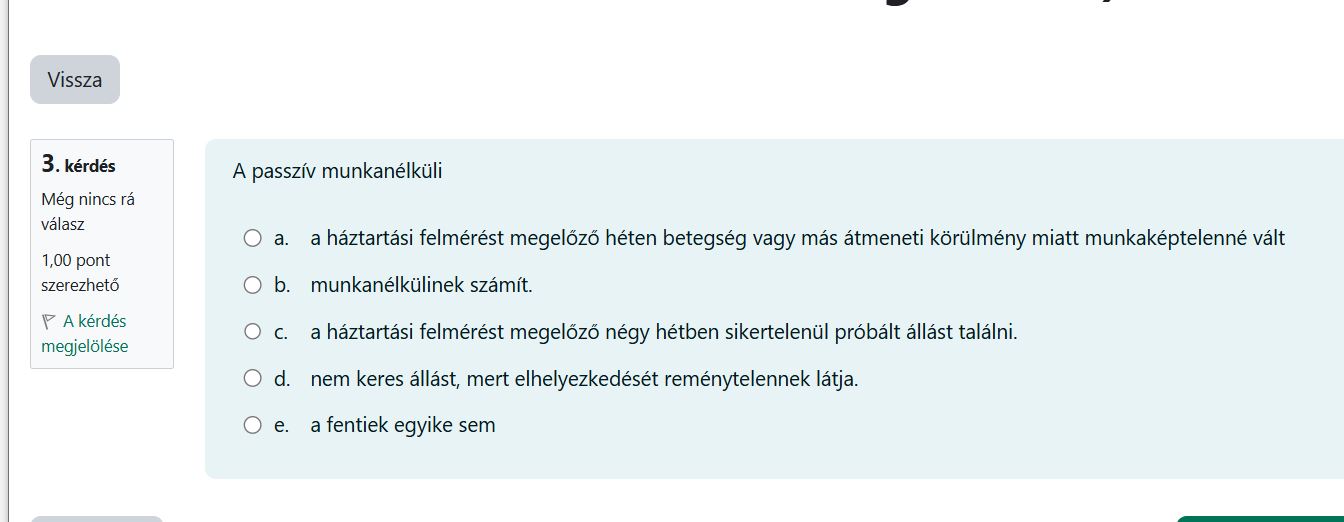 Vissza
3. kérdés
Még nincs rá
válasz
1,00 pont
szerezhető
A kérdés
megjelölése
A passzív munkanélküli
a. a háztartási felmérést megelőző héten betegség vagy más átmeneti körülmény miatt munkaképtelenné vált
b. munkanélkülinek számít.
c. a háztartási felmérést megelőző négy hétben sikertelenül próbált állást találni.
d. nem keres állást, mert elhelyezkedését reménytelennek látja.
e. a fentiek egyike sem